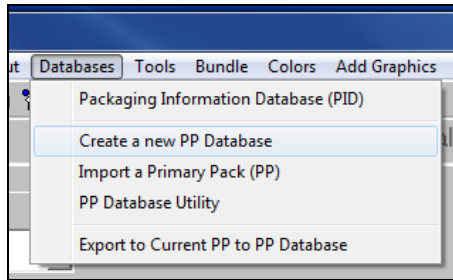 ut Databases Tools Bundle Colors Add Graphics
Packaging Information Database (PID)
Create a new PP Database
Import a Primary Pack (PP)
PP Database Utility
Export to Current PP to PP Database